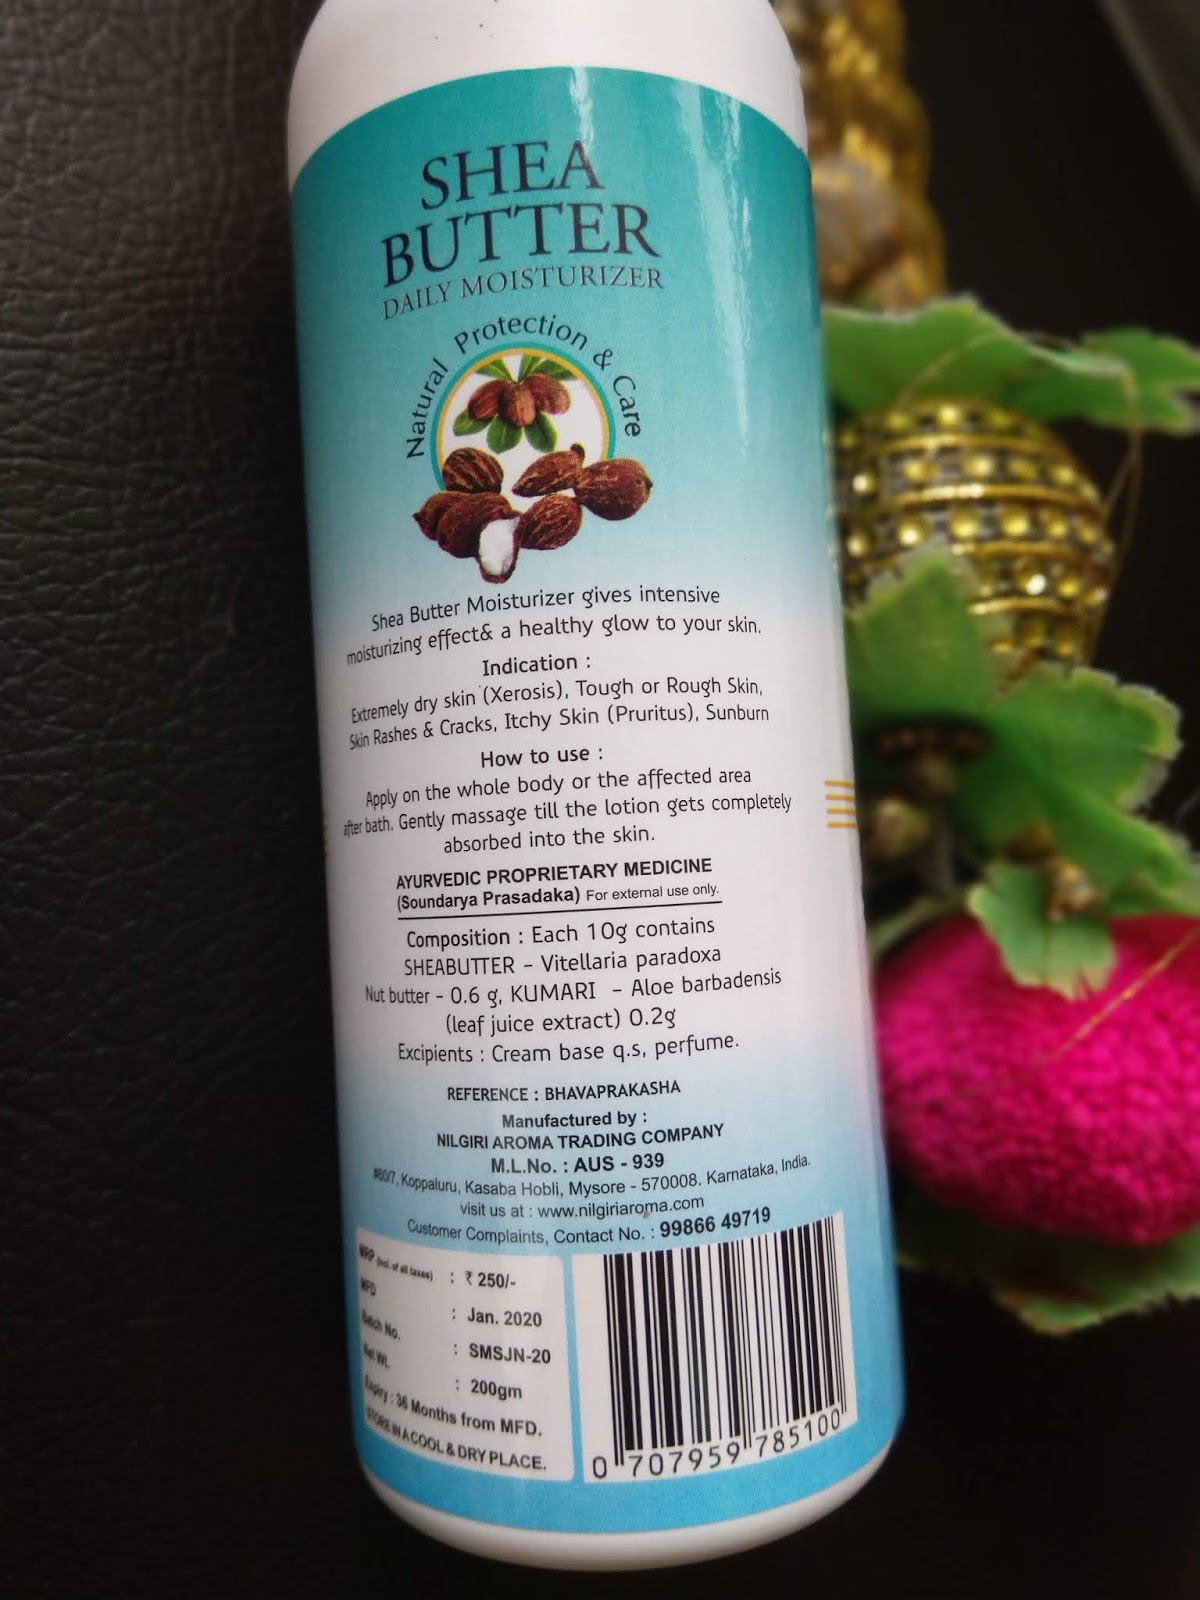 SHEA
BUTTER
DAILY MOISTURIZER
Natural Protection & Care
Shea Butter Moisturizer gives intensive
moisturizing effect& a healthy glow to your skin.
Indication :
Extremely dry skin (Xerosis), Tough or Rough Skin,
Skin Rashes & Cracks, Itchy Skin (Pruritus), Sunburn
How to use :
Apply on the whole body or the affected area
after bath. Gently massage till the lotion gets completely
absorbed into the skin.
AYURVEDIC PROPRIETARY MEDICINE
(Soundarya Prasadaka) For external use only.
Composition : Each 10g contains
SHEABUTTER – Vitellaria paradoxa
Nut butter – 0.6 g, KUMARI – Aloe barbadensis
(leaf juice extract) 0.2g
Excipients : Cream base q.s, perfume.
REFERENCE : BHAVAPRAKASHA
Manufactured by :
NILGIRI AROMA TRADING COMPANY
M.L.No. : AUS - 939
#60/7, Koppaluru, Kasaba Hobli, Mysore - 570008. Karnataka, India.
visit us at : www.nilgiriaroma.com
Customer Complaints, Contact No. : 99866 49719
MRP (incl. of all taxes) : ₹ 250/-
MFD : Jan. 2020
Batch No. : SMSJN-20
Net Wt. : 200gm
Expiry : 36 Months from MFD.
STORE IN A COOL & DRY PLACE.
0 707959 785100